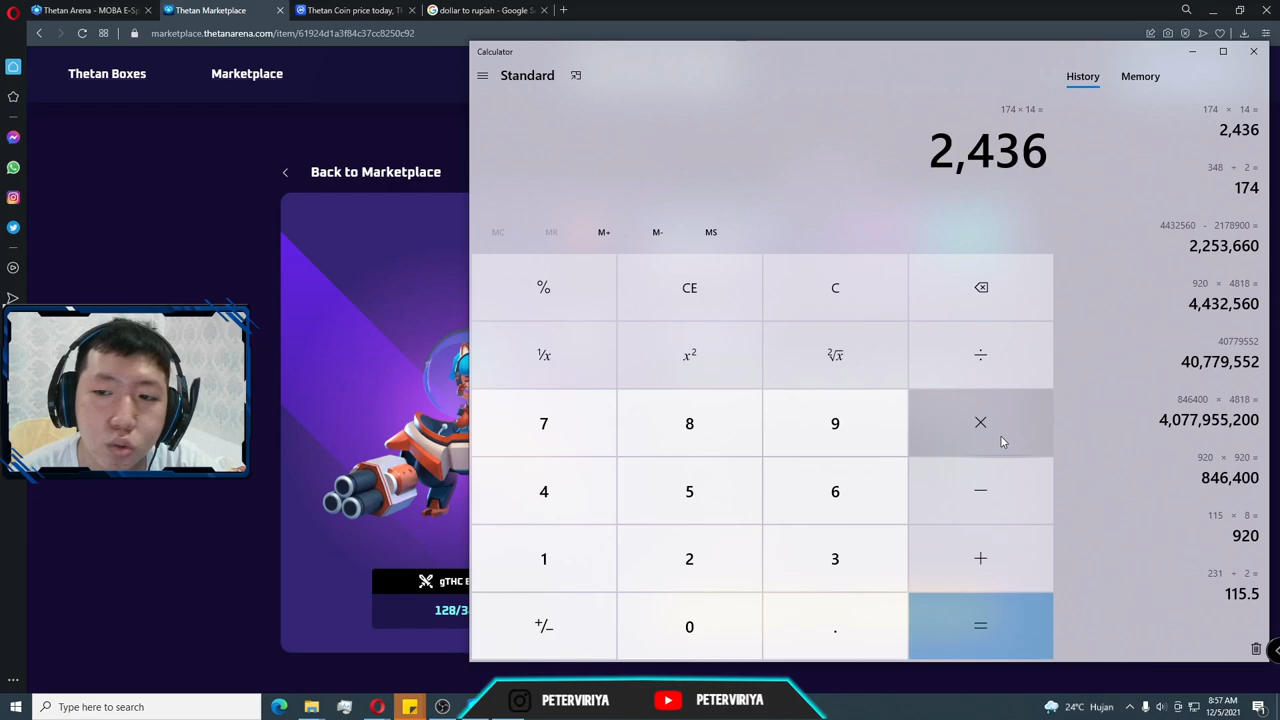 Thetan Arena - MOBA E-Sp
Thetan Marketplace
Thetan Coin price today, T
dollar to rupiah - Google S
marketplace.thetanarena.com/item/61924d1a3f84c37cc8250c92
Thetan Boxes
Marketplace
Back to Marketplace
gTHC B
128/3
Calculator
Standard
History
Memory
174 × 14 =
2,436
MC
MR
M+
M-
MS
%
CE
C
⅟x
x²
²√x
÷
7
8
9
×
4
5
6
−
1
2
3
+
+/−
0
.
=
174 × 14 =
2,436
348 ÷ 2 =
174
4432560 - 2178900 =
2,253,660
920 × 4818 =
4,432,560
40779552
40,779,552
846400 × 4818 =
4,077,955,200
920 × 920 =
846,400
115 × 8 =
920
231 ÷ 2 =
115.5
PETERVIRIYA
PETERVIRIYA
Type here to search
24°C Hujan
8:57 AM
12/5/2021
1